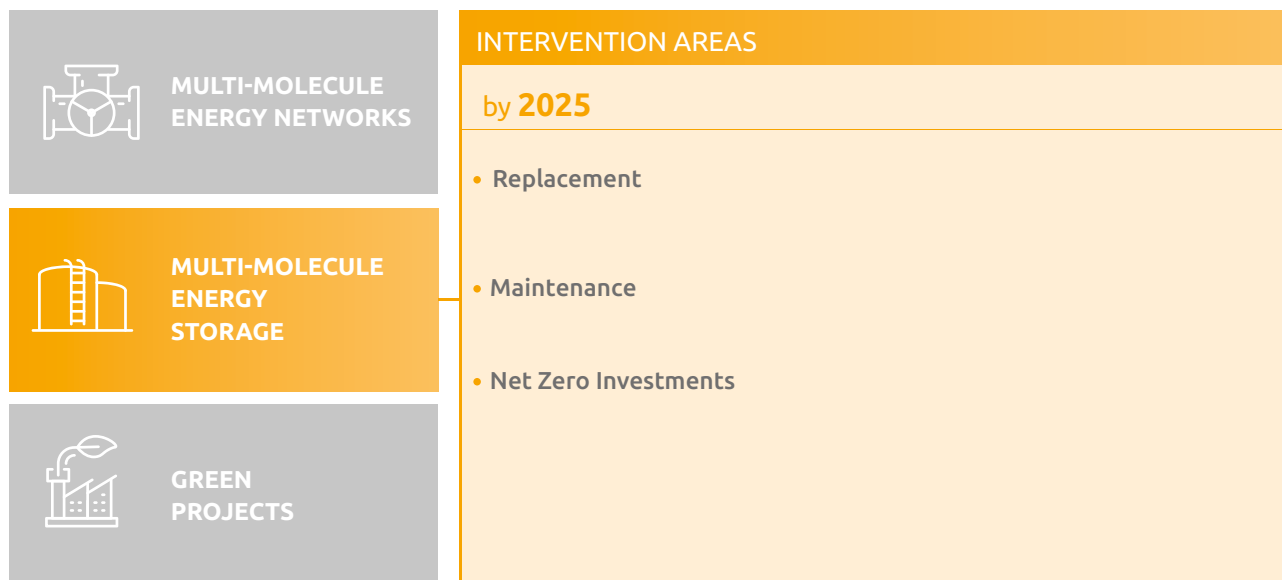 MULTI-MOLECULE
ENERGY NETWORKS
MULTI-MOLECULE
ENERGY
STORAGE
GREEN
PROJECTS
INTERVENTION AREAS
by 2025
• Replacement
• Maintenance
• Net Zero Investments